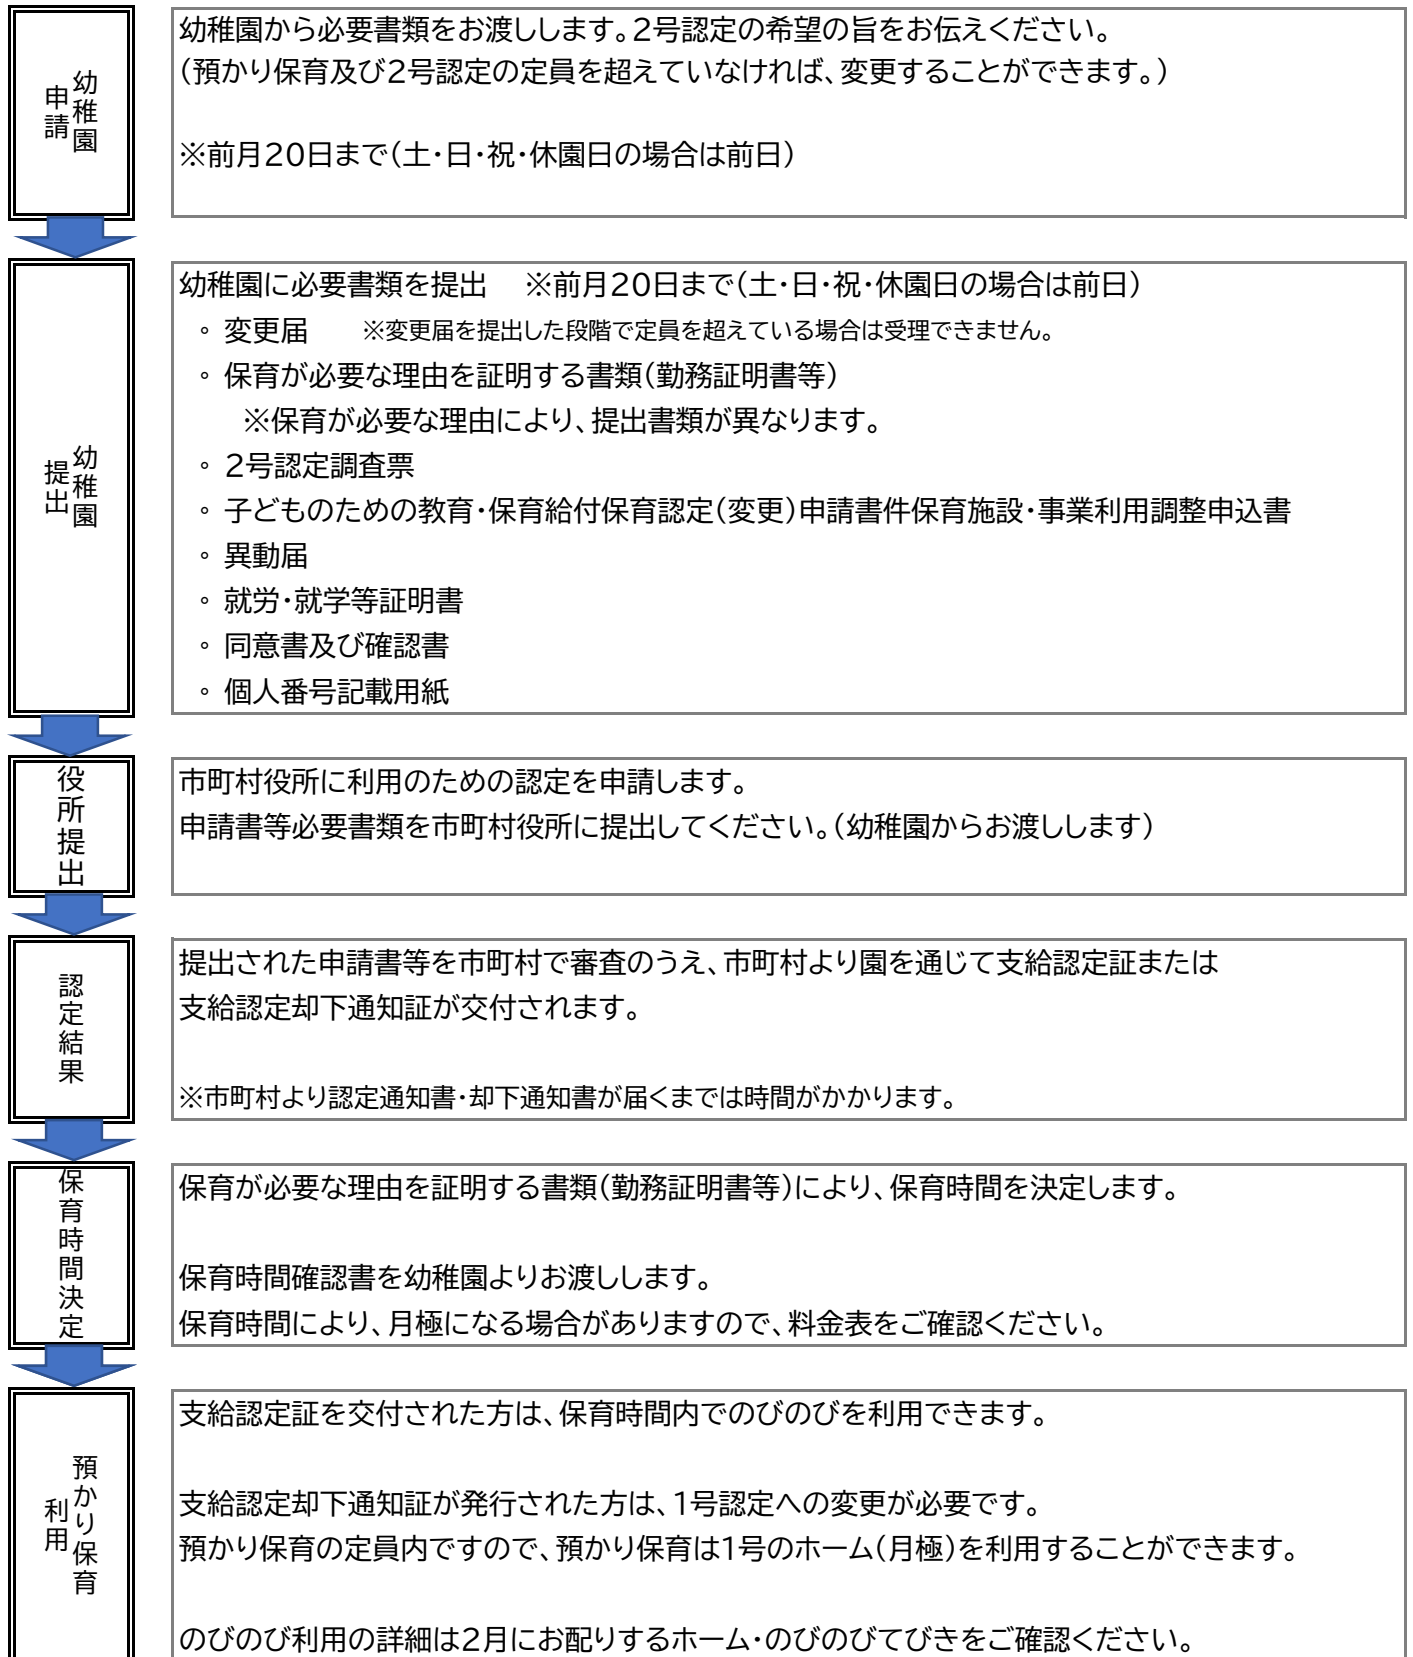 幼稚園
申請
幼稚園から必要書類をお渡しします。2号認定の希望の旨をお伝えください。
(預かり保育及び2号認定の定員を超えていなければ、変更することができます。)
※前月20日まで(土・日・祝・休園日の場合は前日)
幼稚園
提出
幼稚園に必要書類を提出　※前月20日まで(土・日・祝・休園日の場合は前日)
◦ 変更届　※変更届を提出した段階で定員を超えている場合は受理できません。
◦ 保育が必要な理由を証明する書類(勤務証明書等)
※保育が必要な理由により、提出書類が異なります。
◦ 2号認定調査票
◦ 子どものための教育・保育給付保育認定(変更)申請書件保育施設・事業利用調整申込書
◦ 異動届
◦ 就労・就学等証明書
◦ 同意書及び確認書
◦ 個人番号記載用紙
役所提出
市町村役所に利用のための認定を申請します。
申請書等必要書類を市町村役所に提出してください。(幼稚園からお渡しします)
認定結果
提出された申請書等を市町村で審査のうえ、市町村より園を通じて支給認定証または
支給認定却下通知証が交付されます。
※市町村より認定通知書・却下通知書が届くまでは時間がかかります。
保育時間決定
保育が必要な理由を証明する書類(勤務証明書等)により、保育時間を決定します。
保育時間確認書を幼稚園よりお渡しします。
保育時間により、月極になる場合がありますので、料金表をご確認ください。
預かり保育
利用
支給認定証を交付された方は、保育時間内でのびのびを利用できます。
支給認定却下通知証が発行された方は、1号認定への変更が必要です。
預かり保育の定員内ですので、預かり保育は1号のホーム(月極)を利用することができます。
のびのび利用の詳細は2月にお配りするホーム・のびのびてびきをご確認ください。